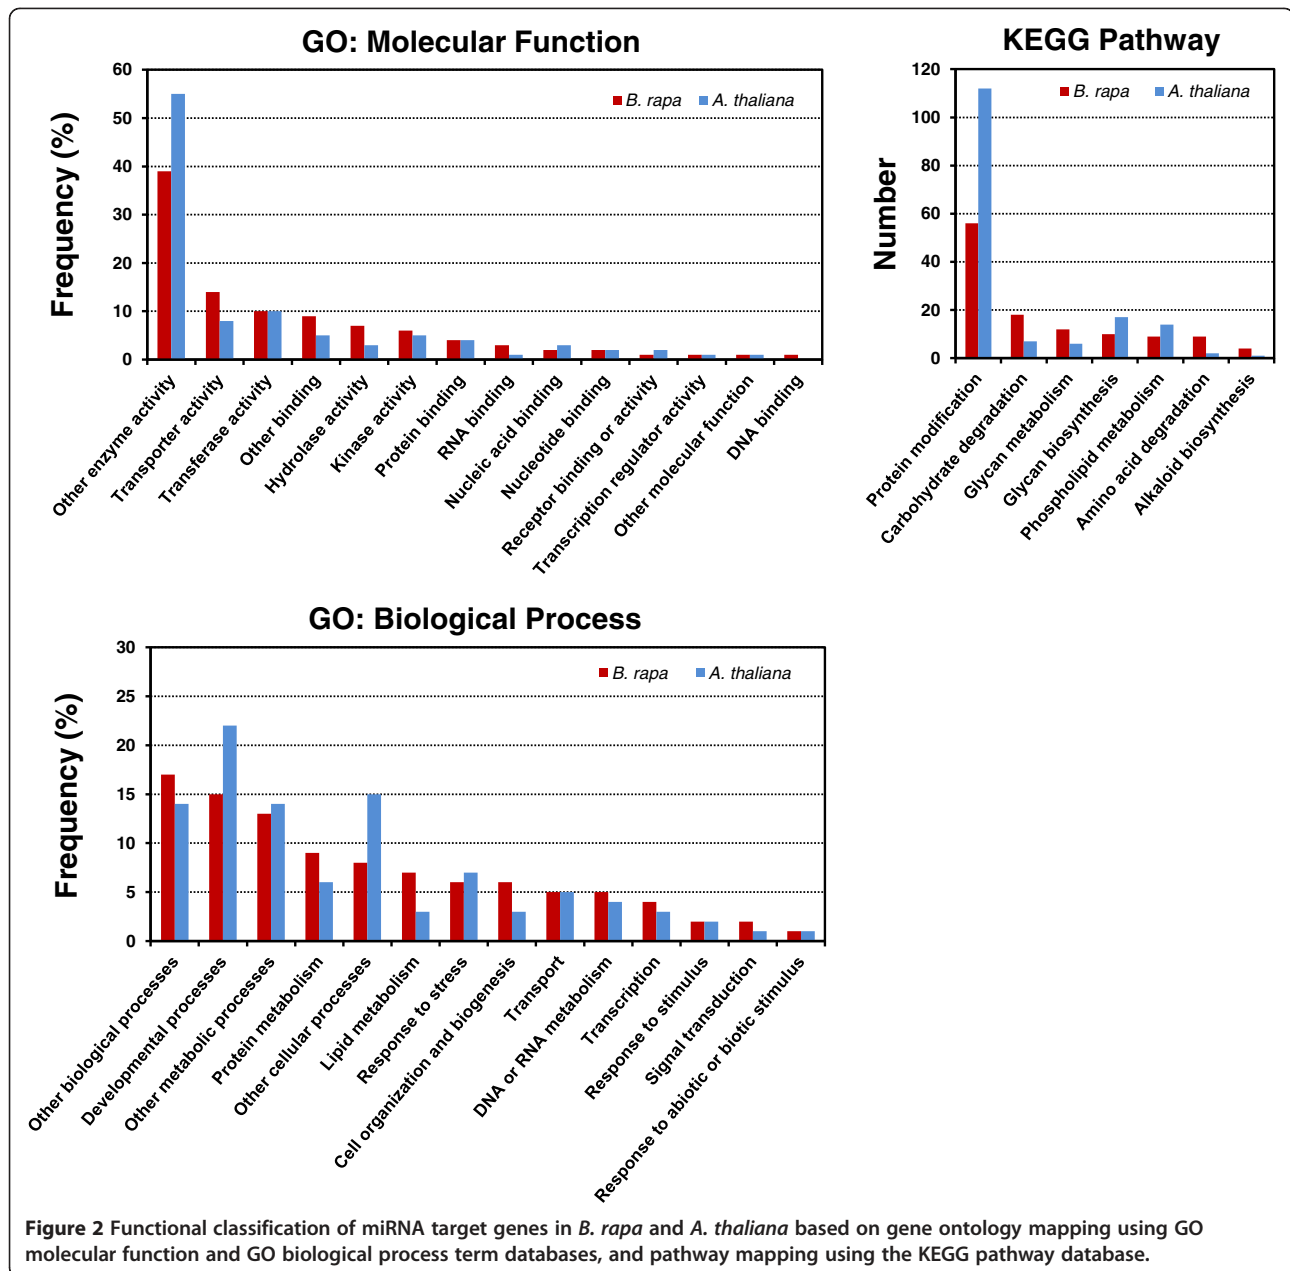 GO: Molecular Function
Frequency (%)
60
50
40
30
20
10
0
B. rapa
A. thaliana
Other enzyme activity
Transporter activity
Transferase activity
Other binding
Hydrolase activity
Kinase activity
Protein binding
RNA binding
Nucleic acid binding
Nucleotide binding
Receptor binding or activity
Transcription regulator activity
Other molecular function
DNA binding
KEGG Pathway
Number
120
100
80
60
40
20
0
B. rapa
A. thaliana
Protein modification
Carbohydrate degradation
Glycan metabolism
Glycan biosynthesis
Phospholipid metabolism
Amino acid degradation
Alkaloid biosynthesis
GO: Biological Process
Frequency (%)
30
25
20
15
10
5
0
B. rapa
A. thaliana
Other biological processes
Developmental processes
Other metabolic processes
Protein metabolism
Other cellular processes
Lipid metabolism
Response to stress
Cell organization and biogenesis
Transport
DNA or RNA metabolism
Transcription
Response to stimulus
Signal transduction
Response to abiotic or biotic stimulus
Figure 2 Functional classification of miRNA target genes in B. rapa and A. thaliana based on gene ontology mapping using GO
molecular function and GO biological process term databases, and pathway mapping using the KEGG pathway database.